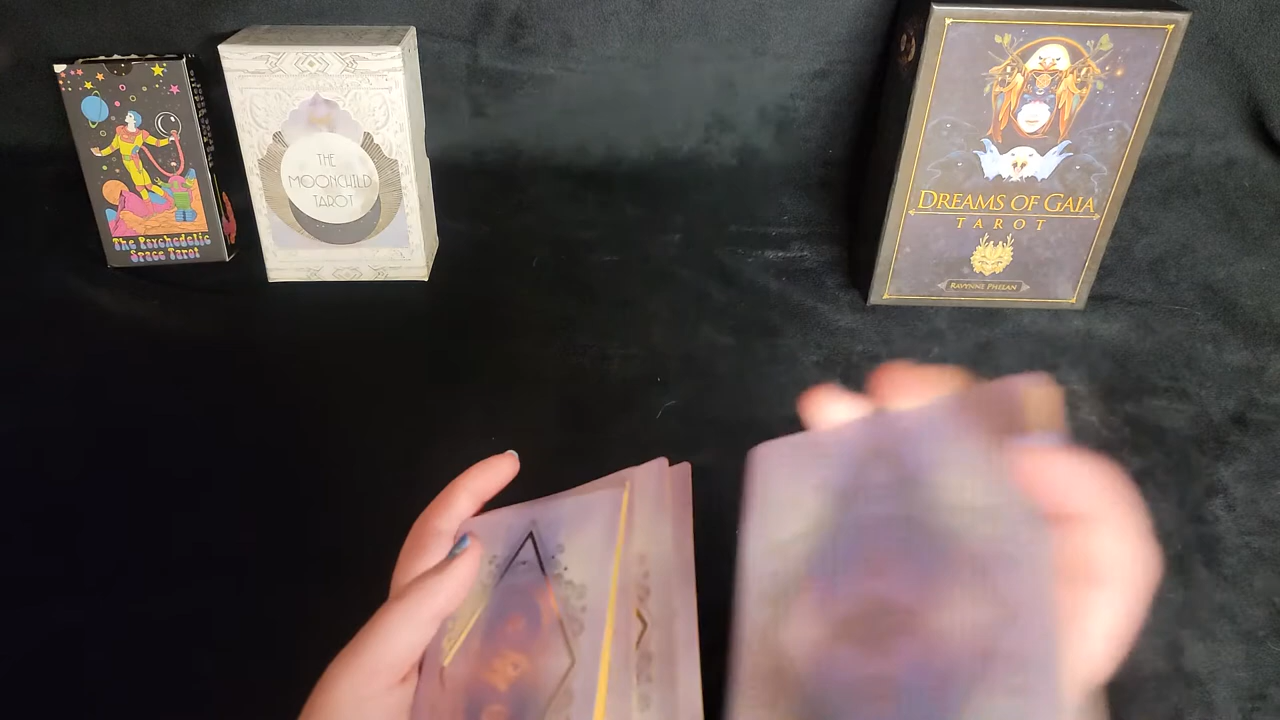 The Psychedelic
Space Tarot
THE
MOONCHILD
TAROT
DREAMS OF GAIA
TAROT
RAVYNNE PHELAN